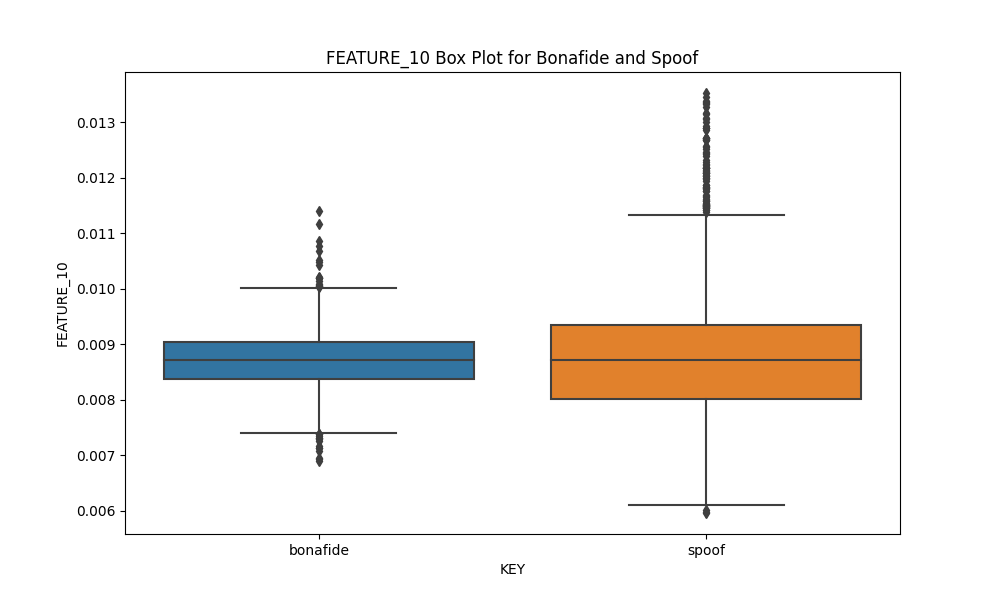 FEATURE_10 Box Plot for Bonafide and Spoof
FEATURE_10
0.013
0.012
0.011
0.010
0.009
0.008
0.007
0.006
bonafide
spoof
KEY